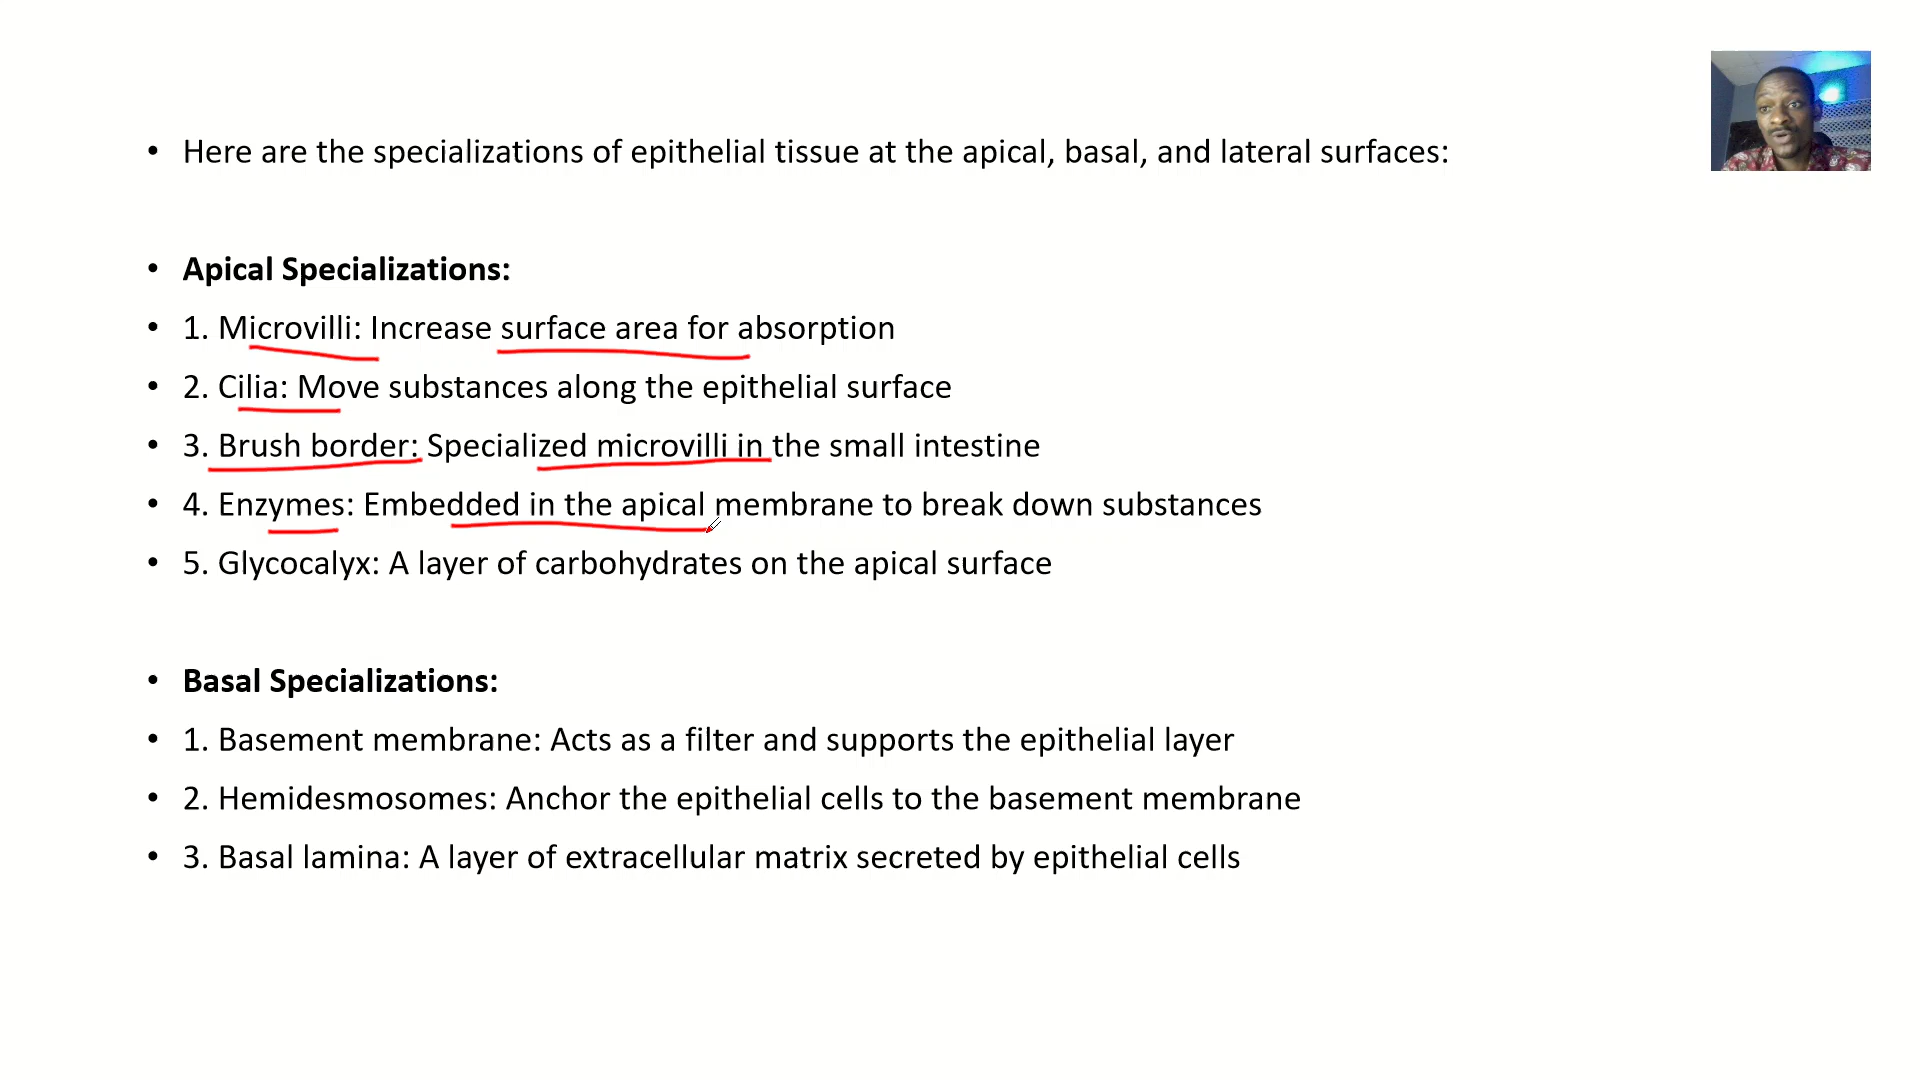 • Here are the specializations of epithelial tissue at the apical, basal, and lateral surfaces:
• Apical Specializations:
• 1. Microvilli: Increase surface area for absorption
• 2. Cilia: Move substances along the epithelial surface
• 3. Brush border: Specialized microvilli in the small intestine
• 4. Enzymes: Embedded in the apical membrane to break down substances
• 5. Glycocalyx: A layer of carbohydrates on the apical surface
• Basal Specializations:
• 1. Basement membrane: Acts as a filter and supports the epithelial layer
• 2. Hemidesmosomes: Anchor the epithelial cells to the basement membrane
• 3. Basal lamina: A layer of extracellular matrix secreted by epithelial cells